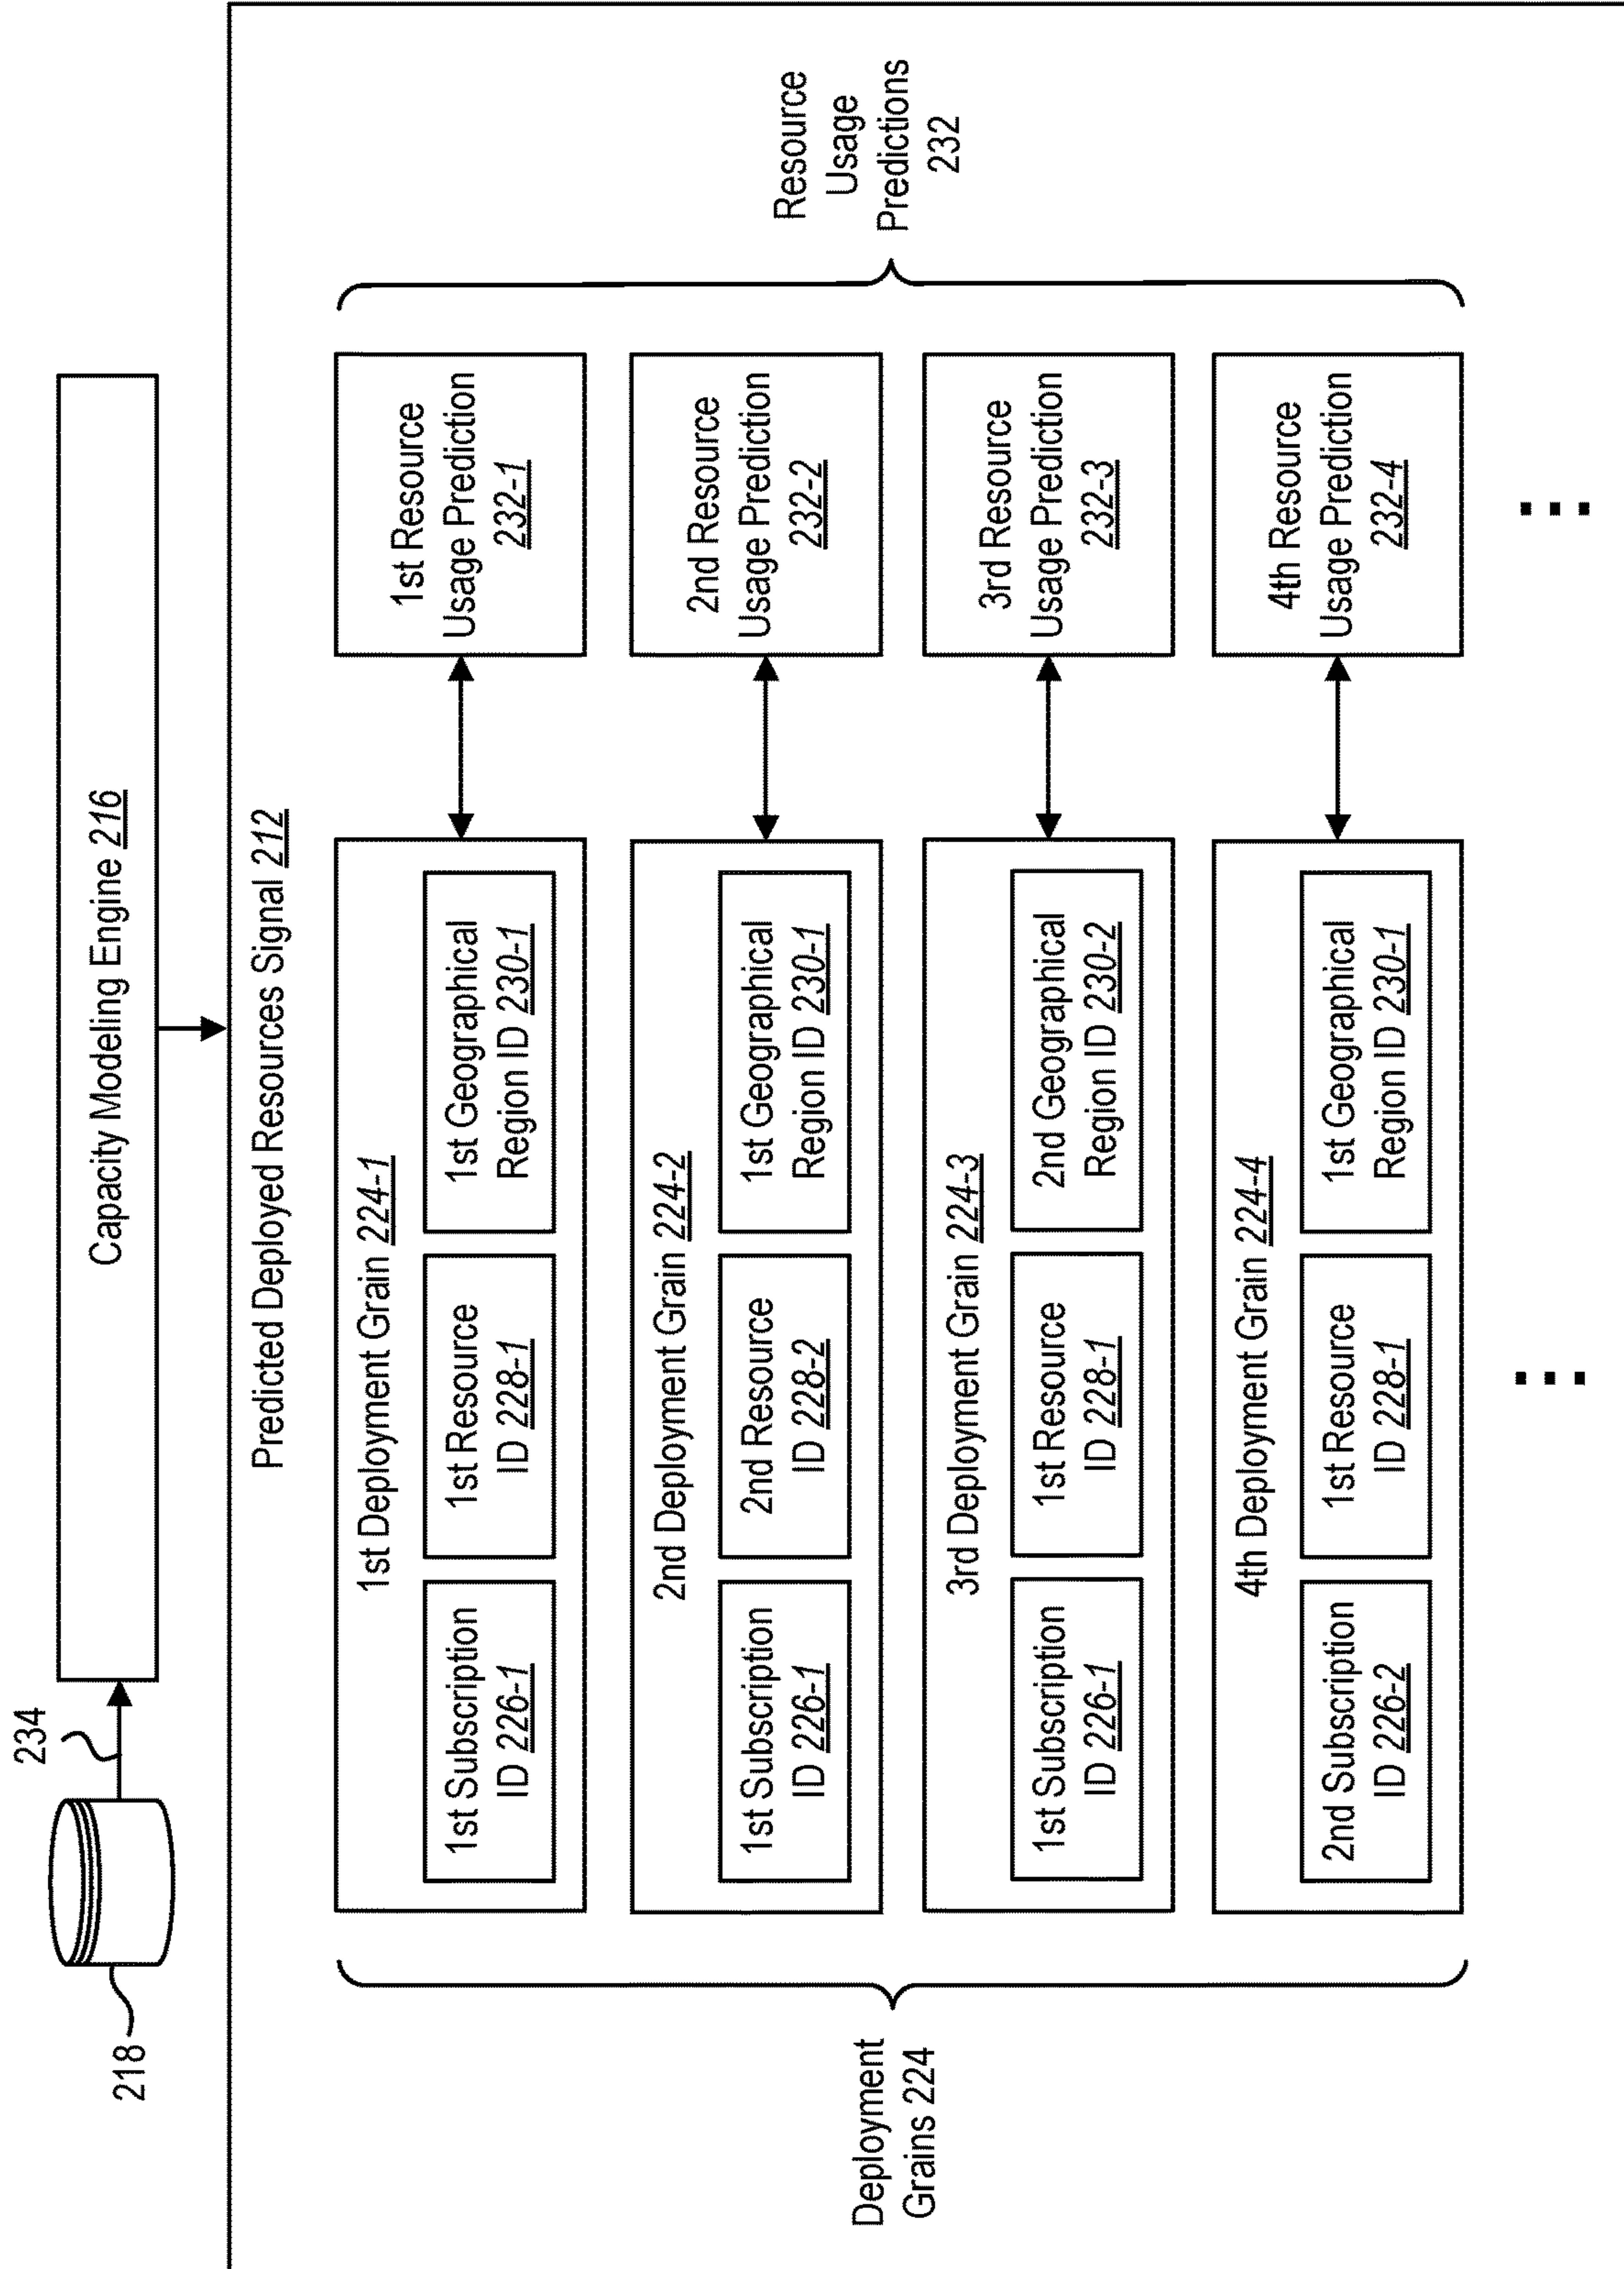 218
234
Capacity Modeling Engine 216
Predicted Deployed Resources Signal 212
Deployment
Grains 224
1st Deployment Grain 224-1
1st Subscription
ID 226-1
1st Resource
ID 228-1
1st Geographical
Region ID 230-1
1st Resource
Usage Prediction
232-1
2nd Deployment Grain 224-2
1st Subscription
ID 226-1
2nd Resource
ID 228-2
1st Geographical
Region ID 230-1
2nd Resource
Usage Prediction
232-2
3rd Deployment Grain 224-3
1st Subscription
ID 226-1
1st Resource
ID 228-1
2nd Geographical
Region ID 230-2
3rd Resource
Usage Prediction
232-3
4th Deployment Grain 224-4
2nd Subscription
ID 226-2
1st Resource
ID 228-1
1st Geographical
Region ID 230-1
4th Resource
Usage Prediction
232-4
Resource
Usage
Predictions
232